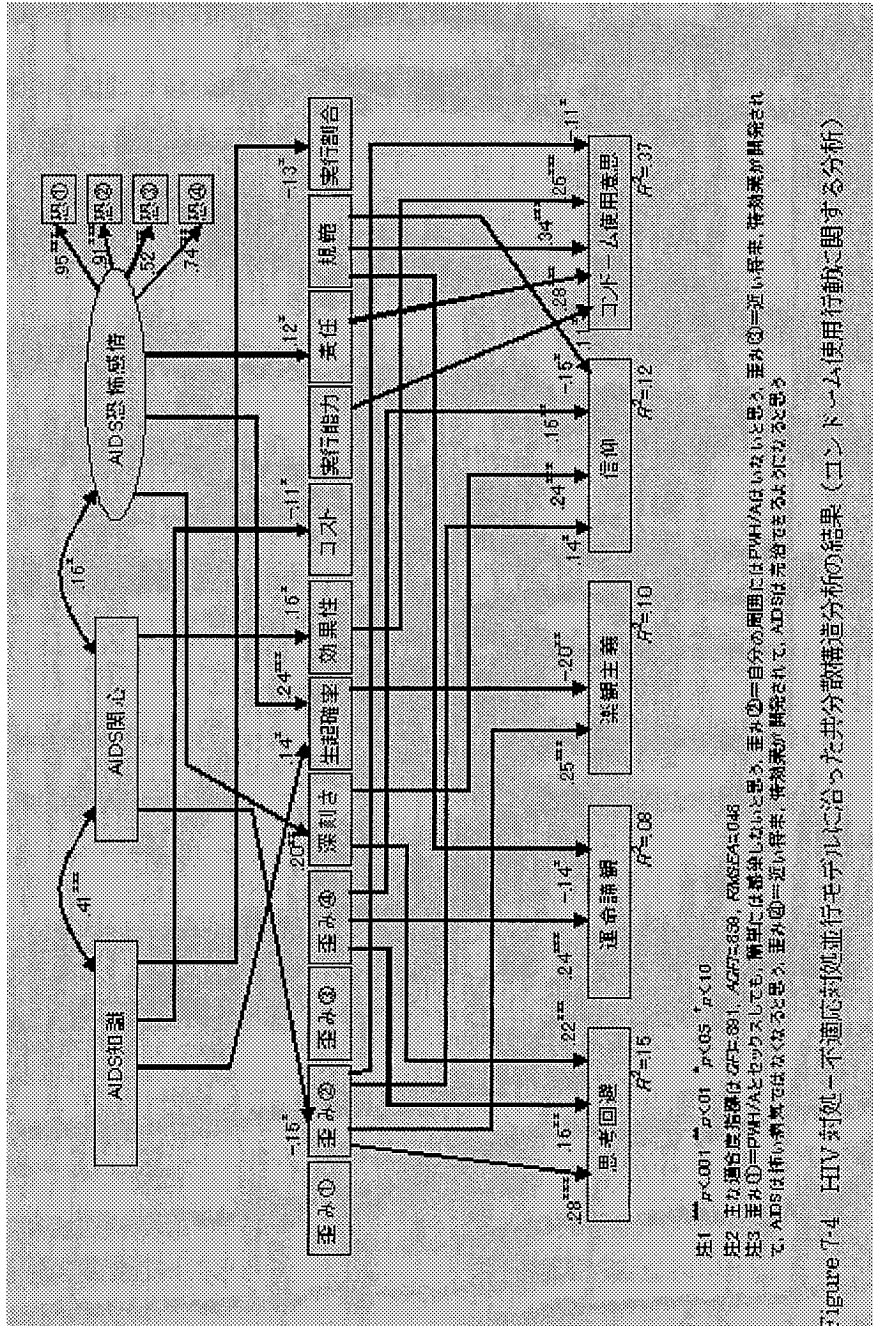 AIDS知識
AIDS関心
AIDS恐怖感情
恐①
恐②
恐③
恐④
.41***
.16*
.95***
.91***
.52***
.74***
-.15*
.20***
.14*
.24***
.16*
-.11*
.12*
-.13*
歪み①
歪み②
歪み③
歪み④
深刻さ
生起確率
効果性
コスト
実行能力
責任
規範
実行割合
.28***
.16**
.22***
.24***
-.14*
.25***
-.20**
.14*
.24***
.16**
-.15*
.28***
.34***
-.11*
思考回避
運命諦観
楽観主義
信仰
コンドーム使用意思
R²=.15
R²=.08
R²=.10
R²=.12
R²=.37
注1 ***p<.001 **p<.01 *p<.05 +p<.10
注2 主な適合度指標はGFI=.891, AGFI=.859, RMSEA=.046
注3 歪み①=PWH/Aとセックスしても、簡単には感染しないと思う、歪み②=自分の周囲にはPWH/Aはいないと思う、歪み③=近い将来、特効薬が開発され
て、AIDSは怖い病気ではなくなると思う、歪み④=近い将来、特効薬が開発されて、AIDSは完治できるようになると思う
Figure 7-4 HIV対処－不適応対処並行モデルに沿った共分散構造分析の結果（コンドーム使用行動に関する分析）